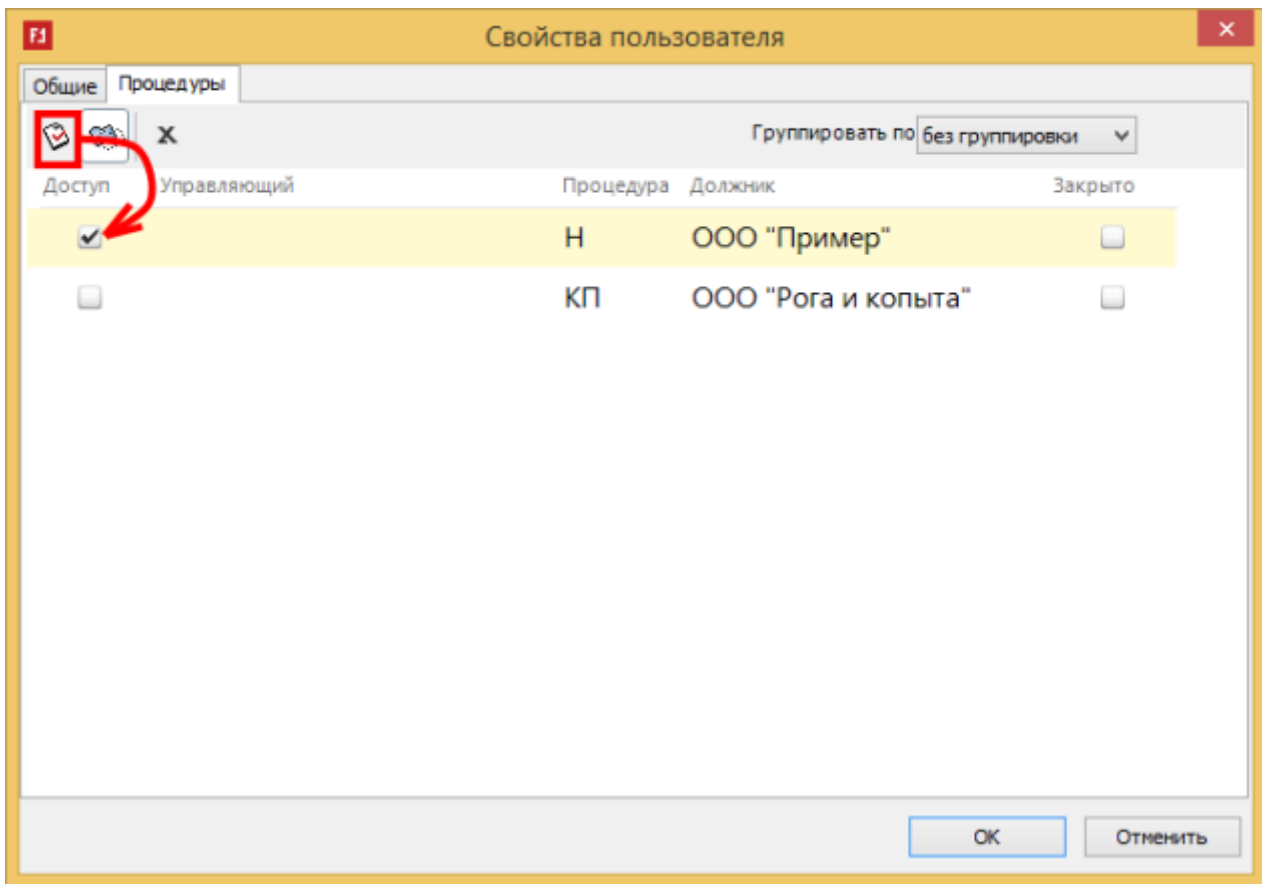 Свойства пользователя
Общие Процедуры
X Группировать по без группировки
Доступ Управляющий Процедура Должник Закрыто
Н ООО "Пример"
КП ООО "Рога и копыта"
OK Отменить